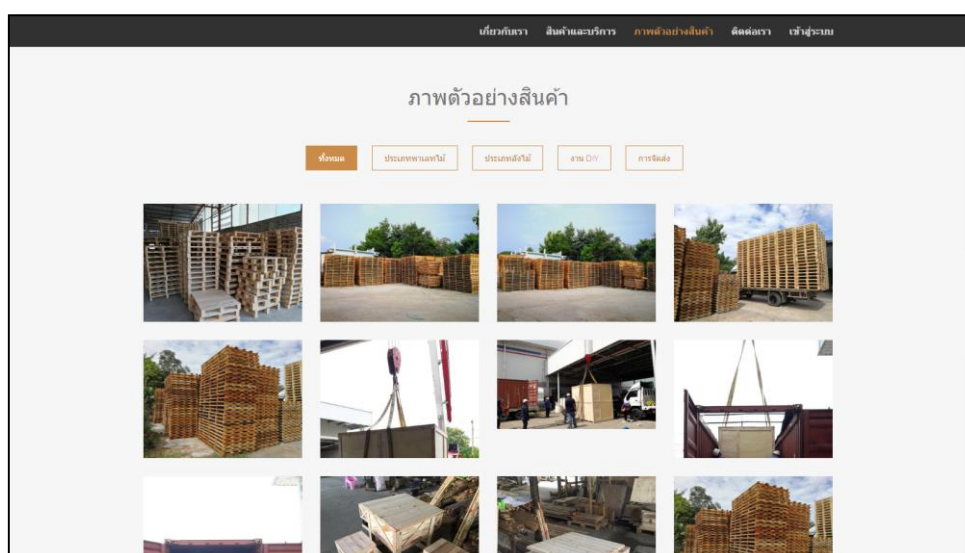 เกี่ยวกับเรา สินค้าและบริการ ภาพตัวอย่างสินค้า ติดต่อเรา เข้าสู่ระบบ
ภาพตัวอย่างสินค้า
ทั้งหมด ประเภทพาเลทไม้ ประเภทลังไม้ งาน DIY การจัดส่ง